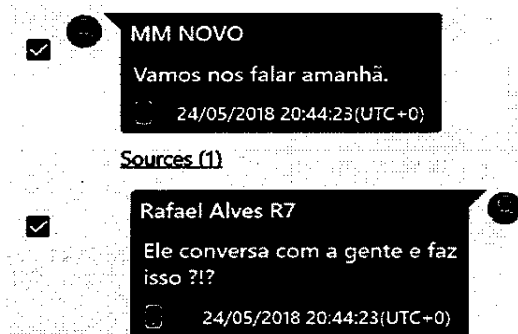 MM NOVO
Vamos nos falar amanhã.
24/05/2018 20:44:23(UTC+0)
Sources (1)
Rafael Alves R7
Ele conversa com a gente e faz
isso ?!?
24/05/2018 20:44:23(UTC+0)